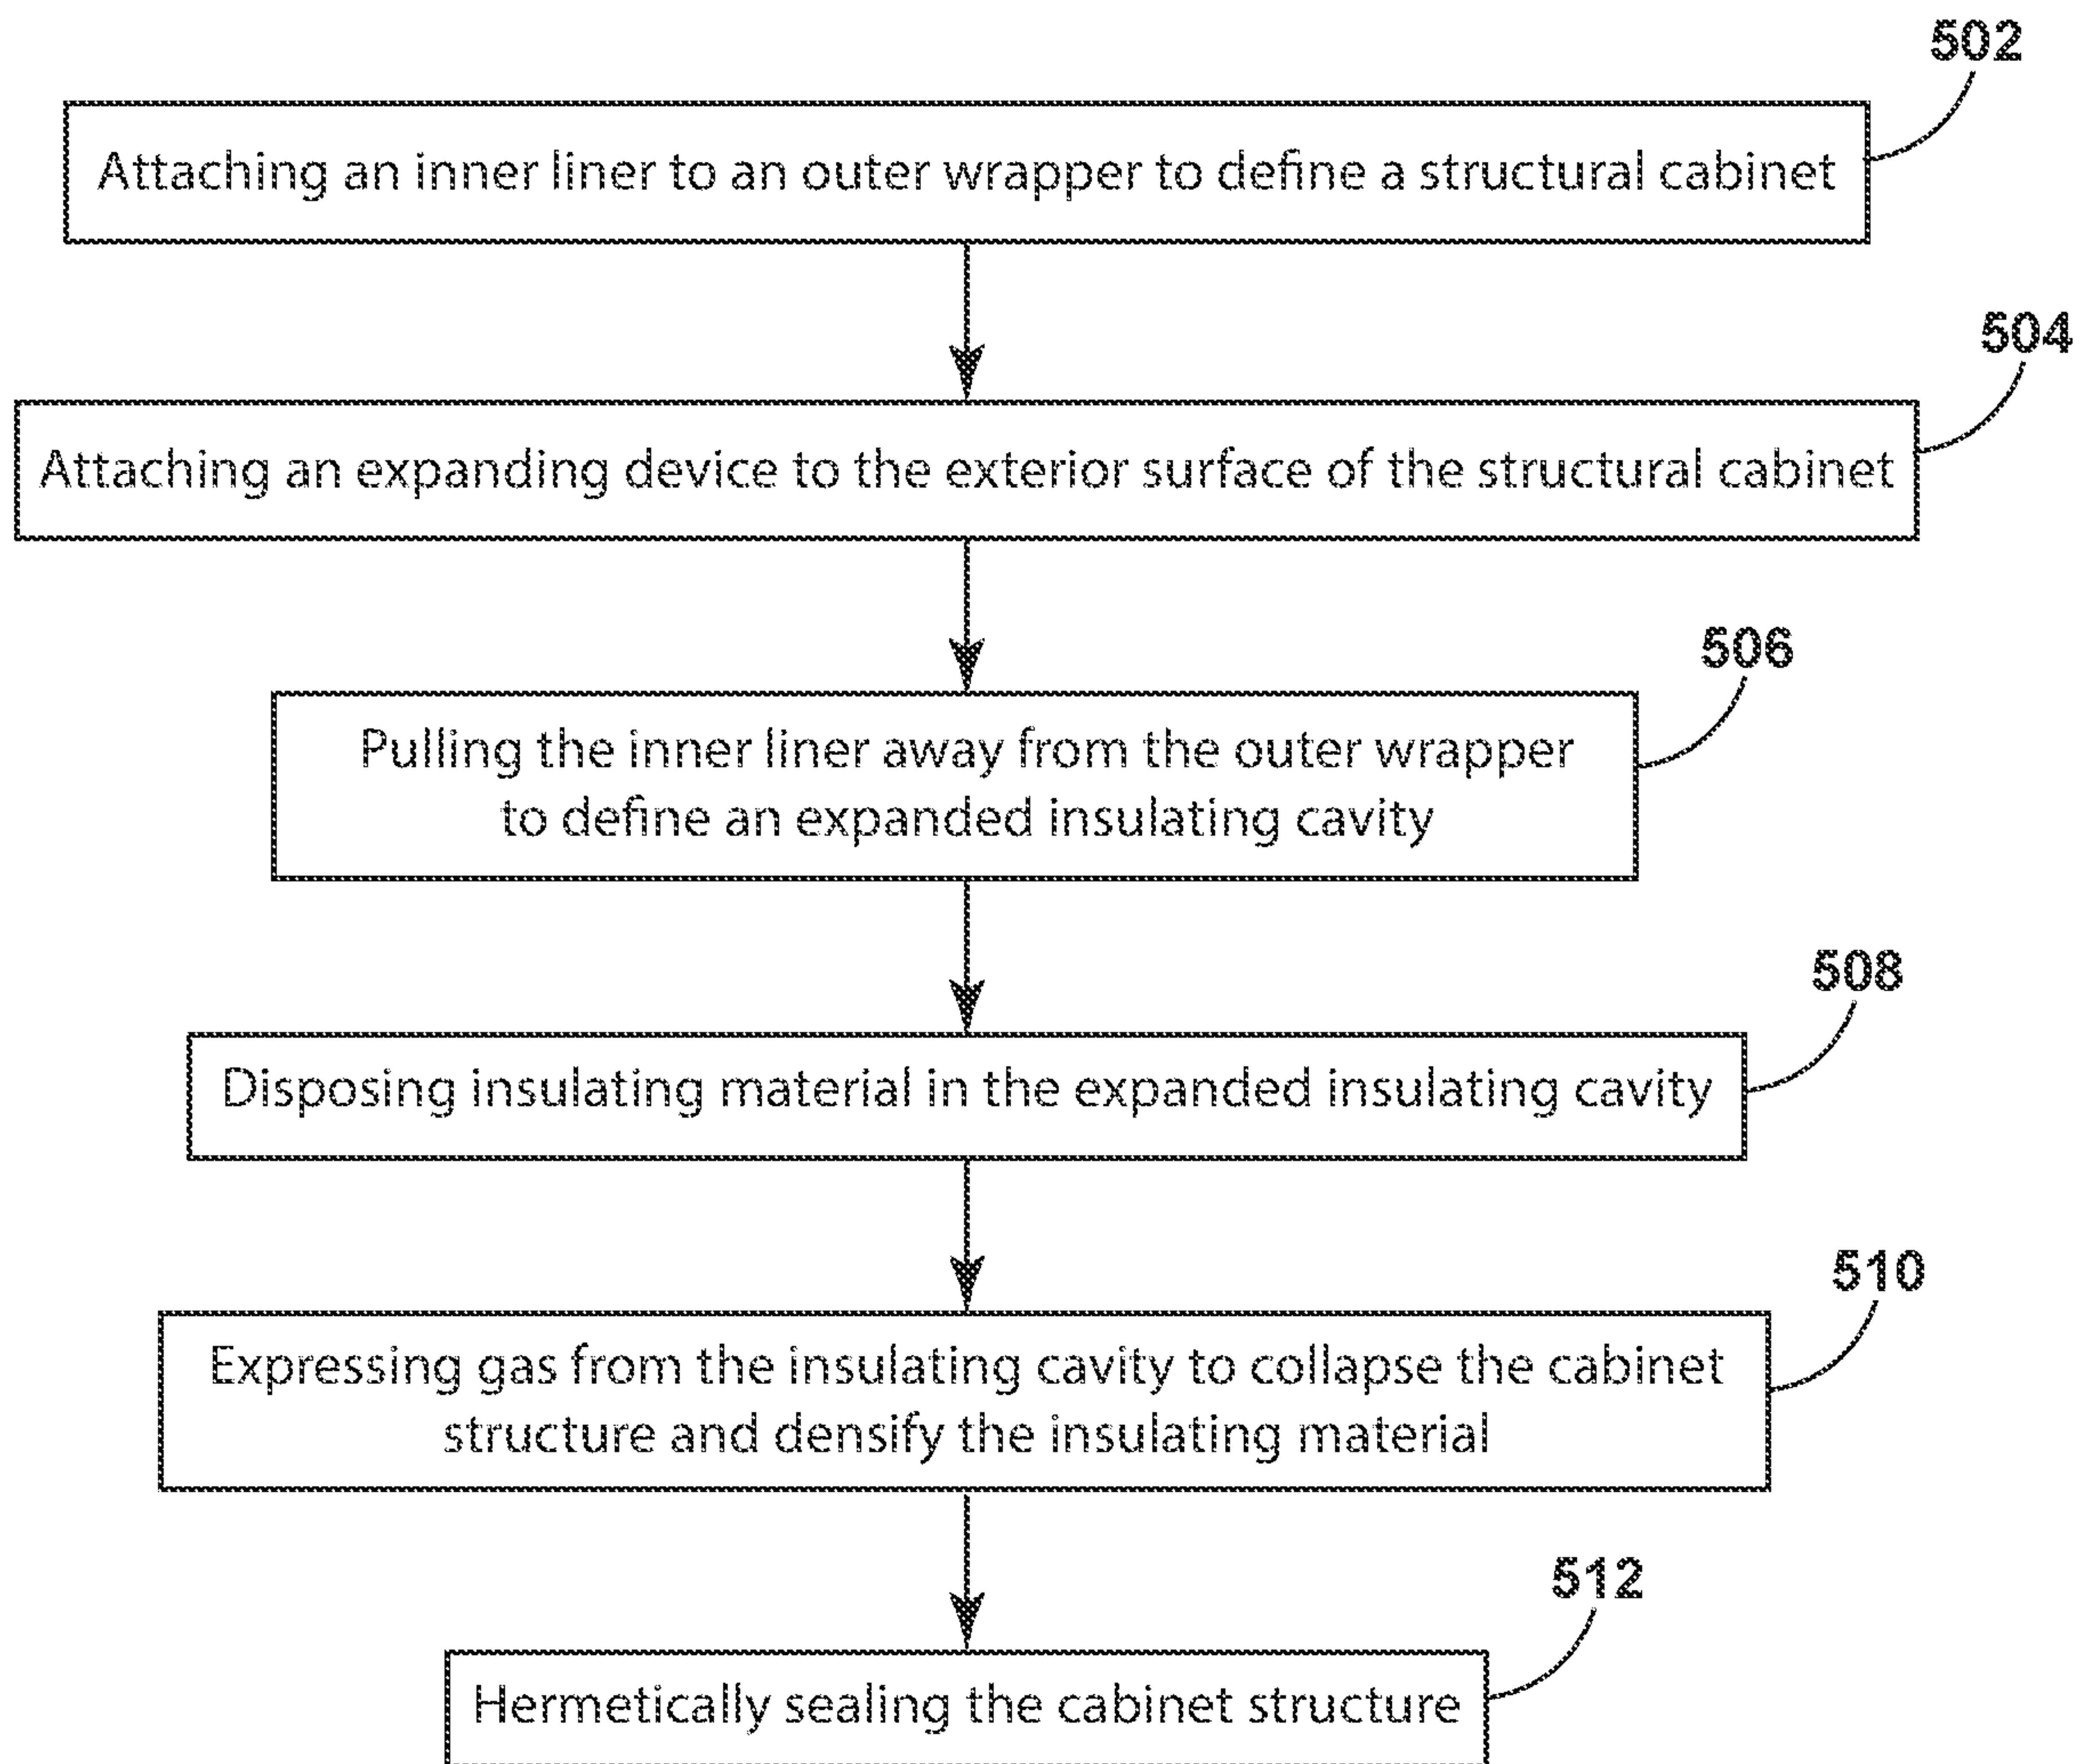 502
Attaching an inner liner to an outer wrapper to define a structural cabinet
504
Attaching an expanding device to the exterior surface of the structural cabinet
506
Pulling the inner liner away from the outer wrapper
to define an expanded insulating cavity
508
Disposing insulating material in the expanded insulating cavity
510
Expressing gas from the insulating cavity to collapse the cabinet
structure and densify the insulating material
512
Hermetically sealing the cabinet structure